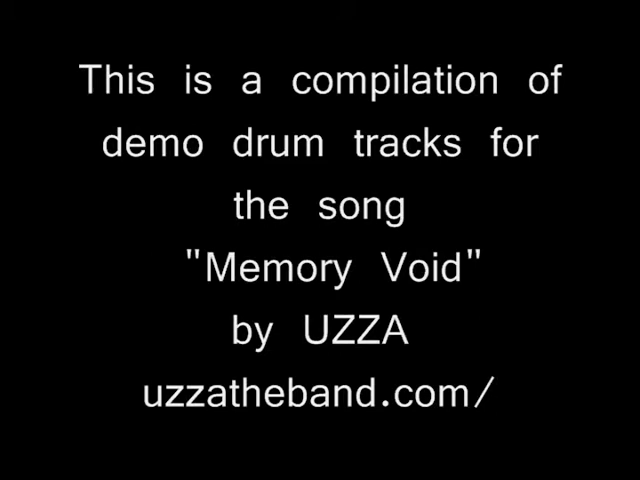 This is a compilation of
demo drum tracks for
the song
"Memory Void"
by UZZA
uzzatheband.com/